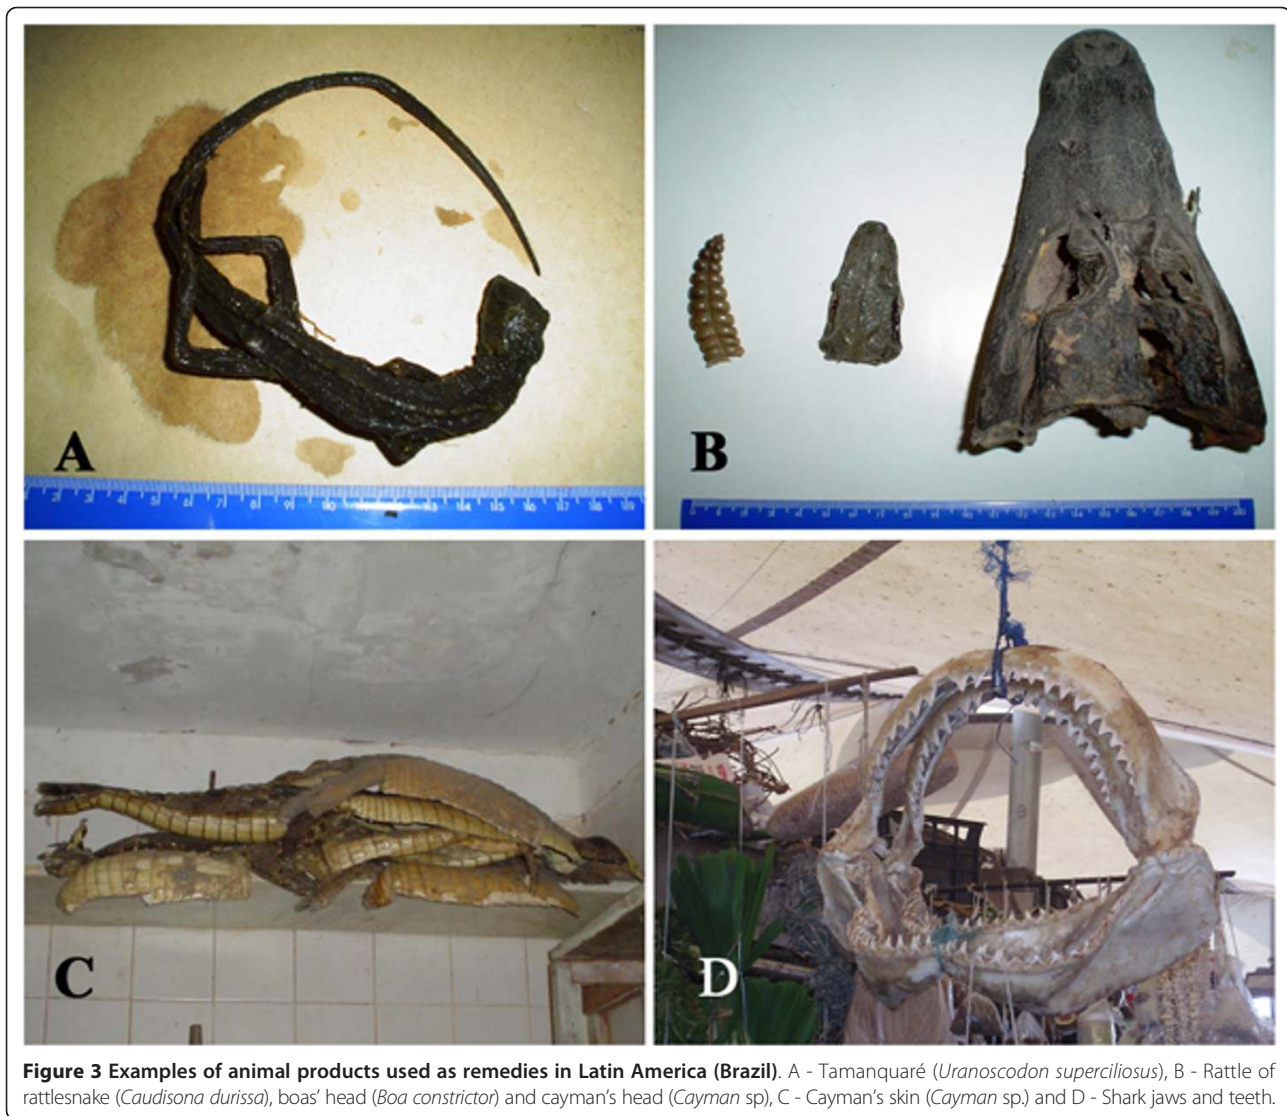 A
B
C
D
Figure 3 Examples of animal products used as remedies in Latin America (Brazil). A - Tamanquaré (Uranoscodon superciliosus), B - Rattle of
rattlesnake (Caudisona durissa), boas' head (Boa constrictor) and cayman's head (Cayman sp), C - Cayman's skin (Cayman sp.) and D - Shark jaws and teeth.